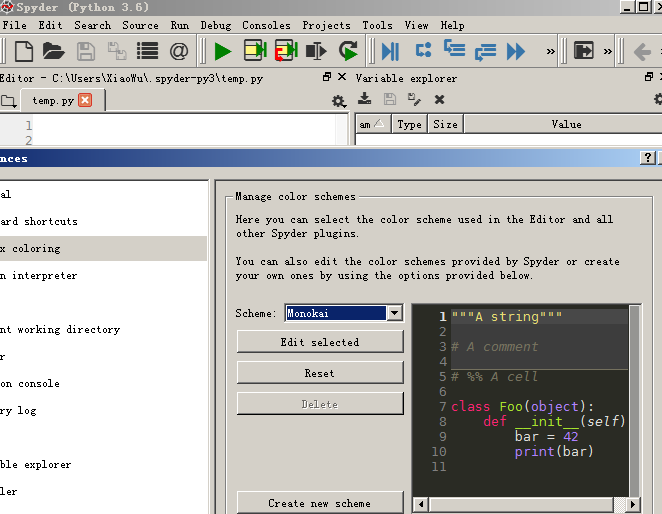 Spyder (Python 3.6)
File Edit Search Source Run Debug Consoles Projects Tools View Help
Editor - C:\Users\XiaoWu\.spyder-py3\temp.py
Variable explorer
temp.py
am Type Size Value
1
2
nces
al
ard shortcuts
x coloring
n interpreter
nt working directory
r
on console
ry log
ble explorer
ler
Manage color schemes
Here you can select the color scheme used in the Editor and all
other Spyder plugins.
You can also edit the color schemes provided by Spyder or create
your own ones by using the options provided below.
Scheme: Monokai
Edit selected
Reset
Delete
Create new scheme
1 """A string"""
2
3 # A comment
4
5 # %% A cell
6
7 class Foo(object):
8 def __init__(self)
9 bar = 42
10 print(bar)
11